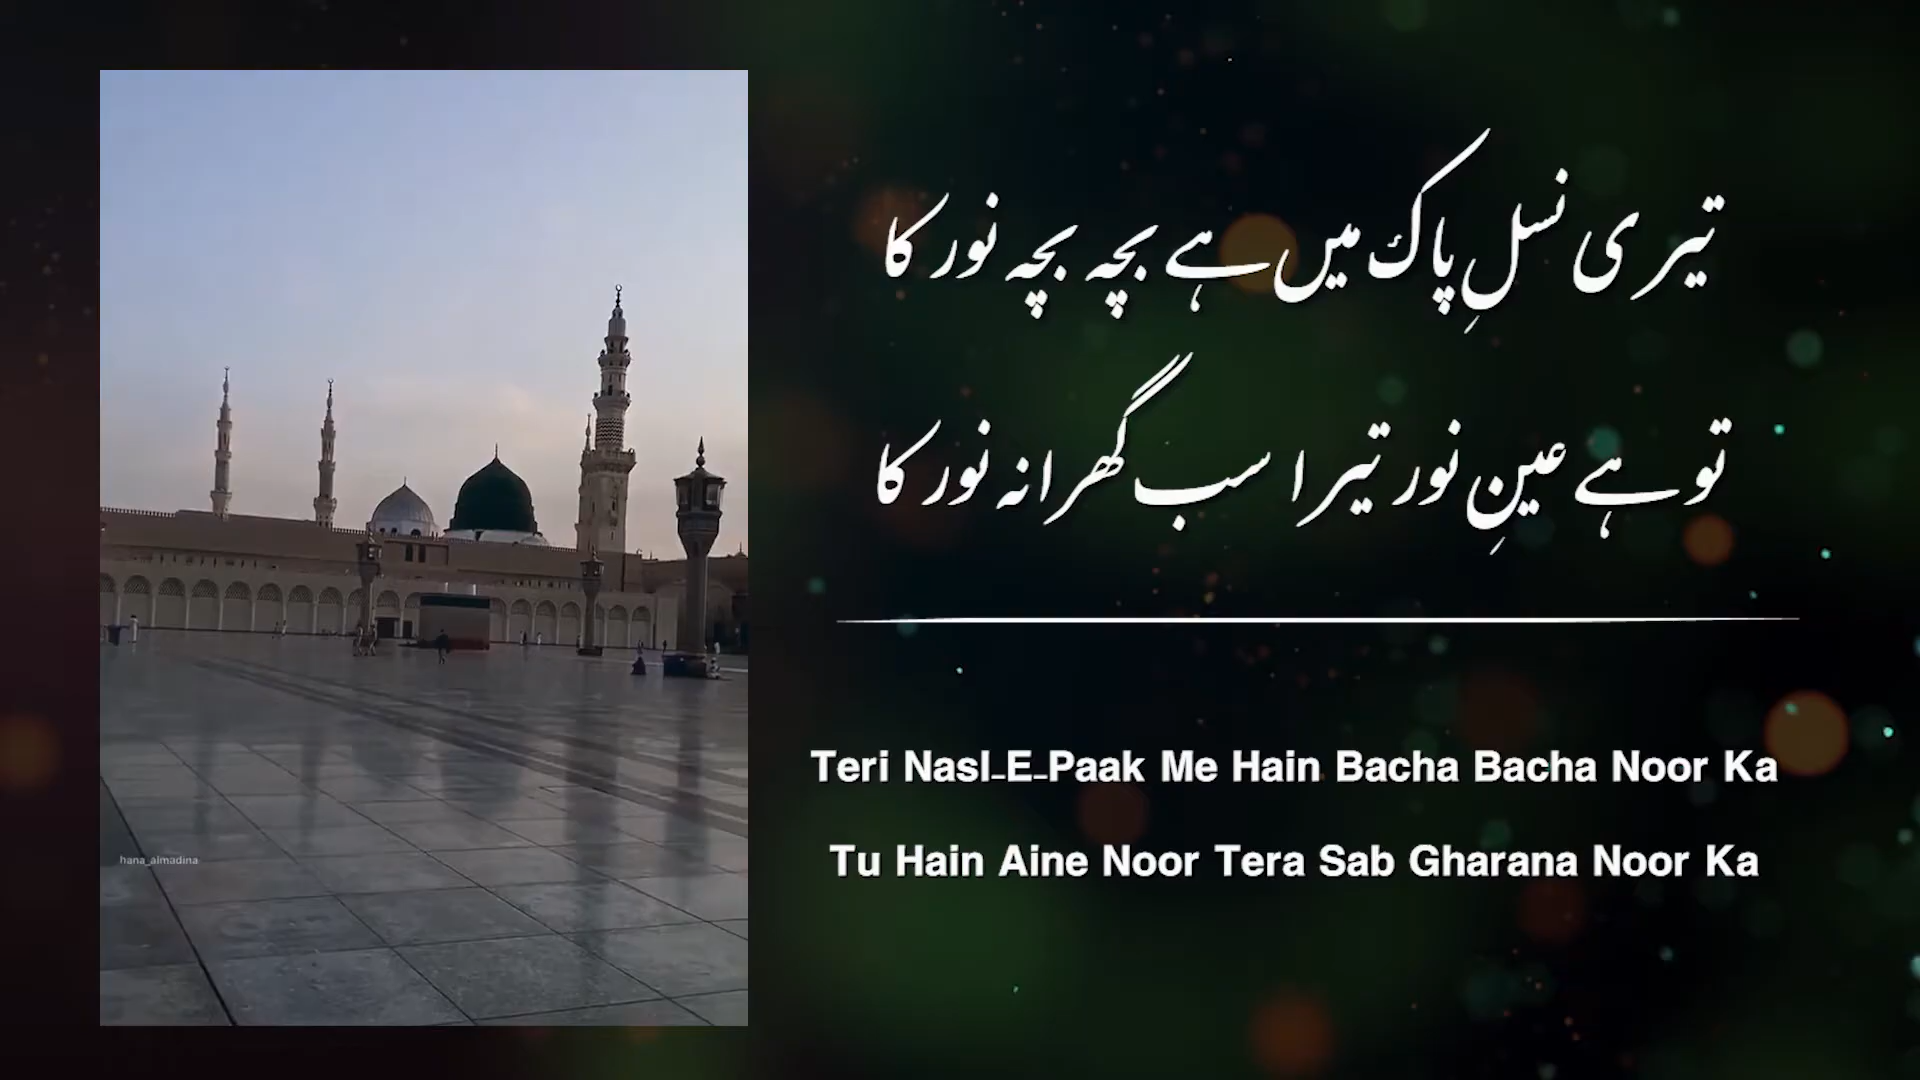 تیری نسلِ پاک میں ہے بچہ بچہ نور کا
تو ہے عینِ نور تیرا سب گھرانہ نور کا
Teri Nasl-E-Paak Me Hain Bacha Bacha Noor Ka
Tu Hain Aine Noor Tera Sab Gharana Noor Ka
hana_almadina